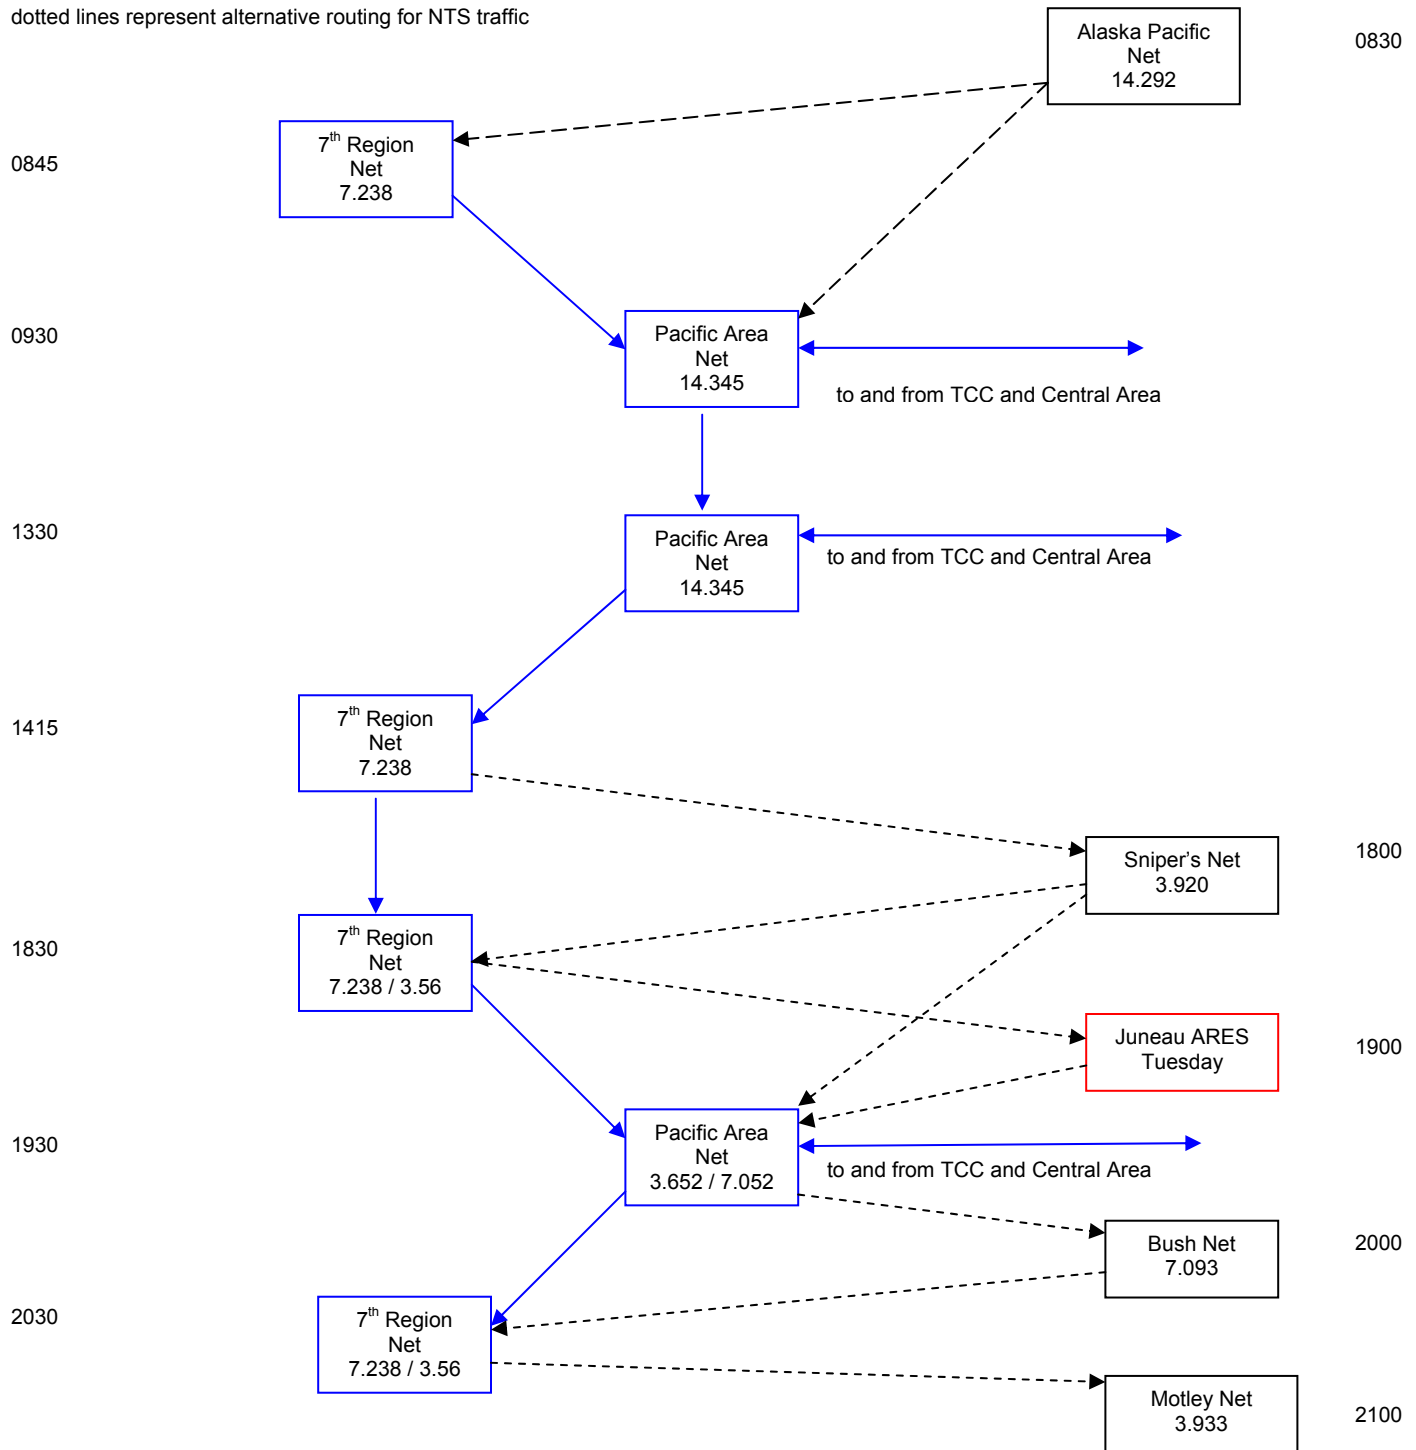 dotted lines represent alternative routing for NTS traffic
Alaska Pacific
Net
14.292
0830
7th Region
Net
7.238
0845
Pacific Area
Net
14.345
0930
to and from TCC and Central Area
Pacific Area
Net
14.345
1330
to and from TCC and Central Area
7th Region
Net
7.238
1415
Sniper's Net
3.920
1800
7th Region
Net
7.238 / 3.56
1830
Juneau ARES
Tuesday
1900
Pacific Area
Net
3.652 / 7.052
1930
to and from TCC and Central Area
Bush Net
7.093
2000
7th Region
Net
7.238 / 3.56
2030
Motley Net
3.933
2100